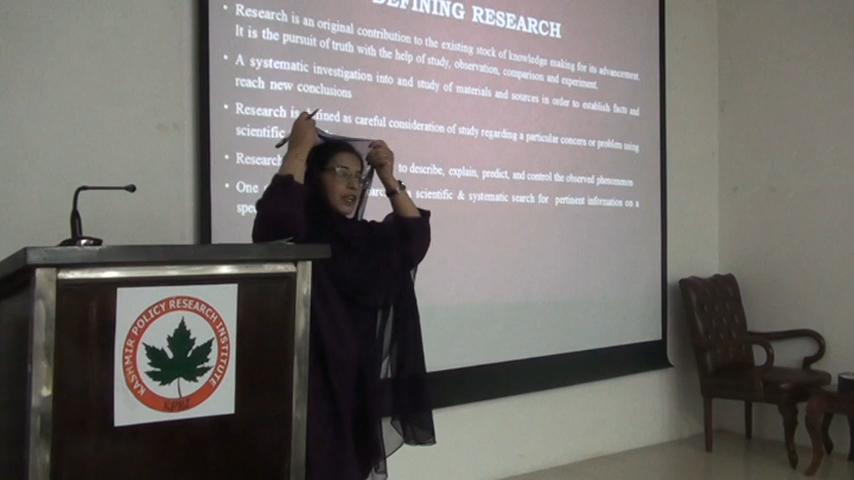 DEFINING RESEARCH
• Research is an original contribution to the existing stock of knowledge making for its advancement.
It is the pursuit of truth with the help of study, observation, comparison and experiment.
• A systematic investigation into and study of materials and sources in order to establish facts and
reach new conclusions
• Research is defined as careful consideration of study regarding a particular concern or problem using
scientific
• Research to describe, explain, predict, and control the observed phenomenon
• One scientific & systematic search for pertinent information on a
KASHMIR POLICY RESEARCH INSTITUTE
KPRI